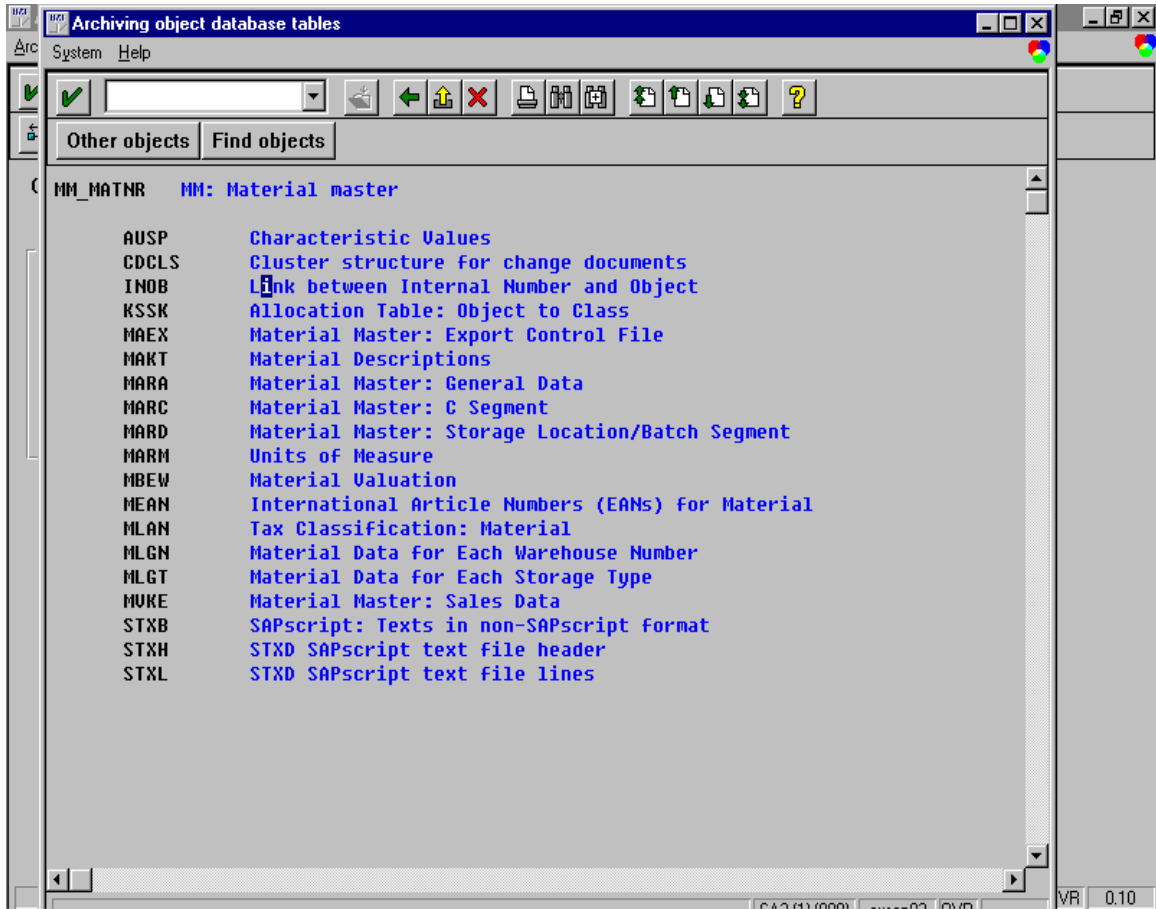 Archiving object database tables
Arc
System Help
Other objects Find objects
MM_MATNR MM: Material master
AUSP Characteristic Values
CDCLS Cluster structure for change documents
INOB Link between Internal Number and Object
KSSK Allocation Table: Object to Class
MAEX Material Master: Export Control File
MAKT Material Descriptions
MARA Material Master: General Data
MARC Material Master: C Segment
MARD Material Master: Storage Location/Batch Segment
MARM Units of Measure
MBEW Material Valuation
MEAN International Article Numbers (EANs) for Material
MLAN Tax Classification: Material
MLGN Material Data for Each Warehouse Number
MLGT Material Data for Each Storage Type
MVKE Material Master: Sales Data
STXB SAPscript: Texts in non-SAPscript format
STXH STXD SAPscript text file header
STXL STXD SAPscript text file lines
VR 0.10